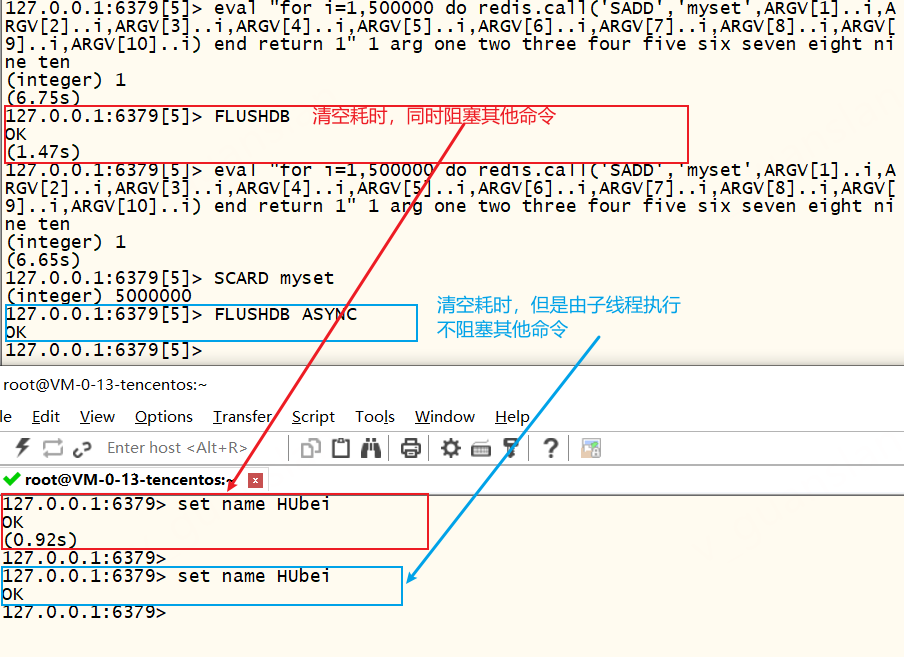 127.0.0.1:6379[5]> eval "for i=1,500000 do redis.call('SADD','myset',ARGV[1]..i,A
RGV[2]..i,ARGV[3]..i,ARGV[4]..i,ARGV[5]..i,ARGV[6]..i,ARGV[7]..i,ARGV[8]..i,ARGV[
9]..i,ARGV[10]..i) end return 1" 1 arg one two three four five six seven eight ni
ne ten
(integer) 1
(6.75s)
127.0.0.1:6379[5]> FLUSHDB 清空耗时，同时阻塞其他命令
OK
(1.47s)
127.0.0.1:6379[5]> eval "for i=1,500000 do redis.call('SADD','myset',ARGV[1]..i,A
RGV[2]..i,ARGV[3]..i,ARGV[4]..i,ARGV[5]..i,ARGV[6]..i,ARGV[7]..i,ARGV[8]..i,ARGV[
9]..i,ARGV[10]..i) end return 1" 1 arg one two three four five six seven eight ni
ne ten
(integer) 1
(6.65s)
127.0.0.1:6379[5]> SCARD myset
(integer) 5000000
127.0.0.1:6379[5]> FLUSHDB ASYNC
OK
127.0.0.1:6379[5]>
清空耗时，但是由子线程执行
不阻塞其他命令
root@VM-0-13-tencentos:~
le Edit View Options Transfer Script Tools Window Help
Enter host <Alt+R>
root@VM-0-13-tencentos:~
127.0.0.1:6379> set name HUbei
OK
(0.92s)
127.0.0.1:6379>
127.0.0.1:6379> set name HUbei
OK
127.0.0.1:6379>